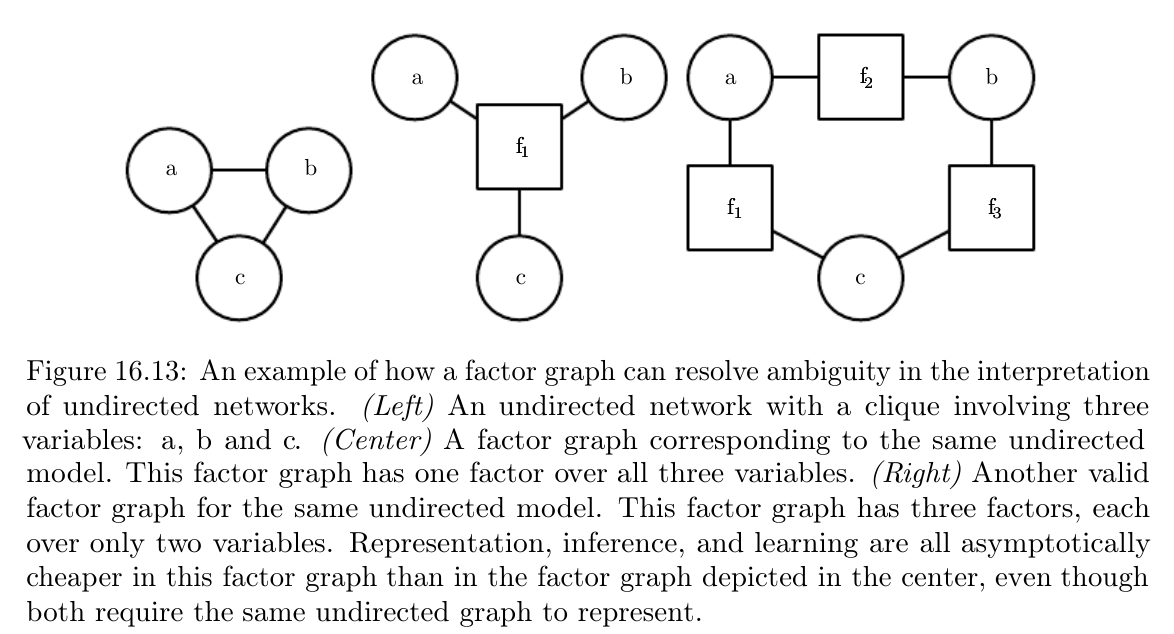 a
b
c
a
b
f1
c
a
f2
b
f1
f3
c
Figure 16.13: An example of how a factor graph can resolve ambiguity in the interpretation
of undirected networks. (Left) An undirected network with a clique involving three
variables: a, b and c. (Center) A factor graph corresponding to the same undirected
model. This factor graph has one factor over all three variables. (Right) Another valid
factor graph for the same undirected model. This factor graph has three factors, each
over only two variables. Representation, inference, and learning are all asymptotically
cheaper in this factor graph than in the factor graph depicted in the center, even though
both require the same undirected graph to represent.